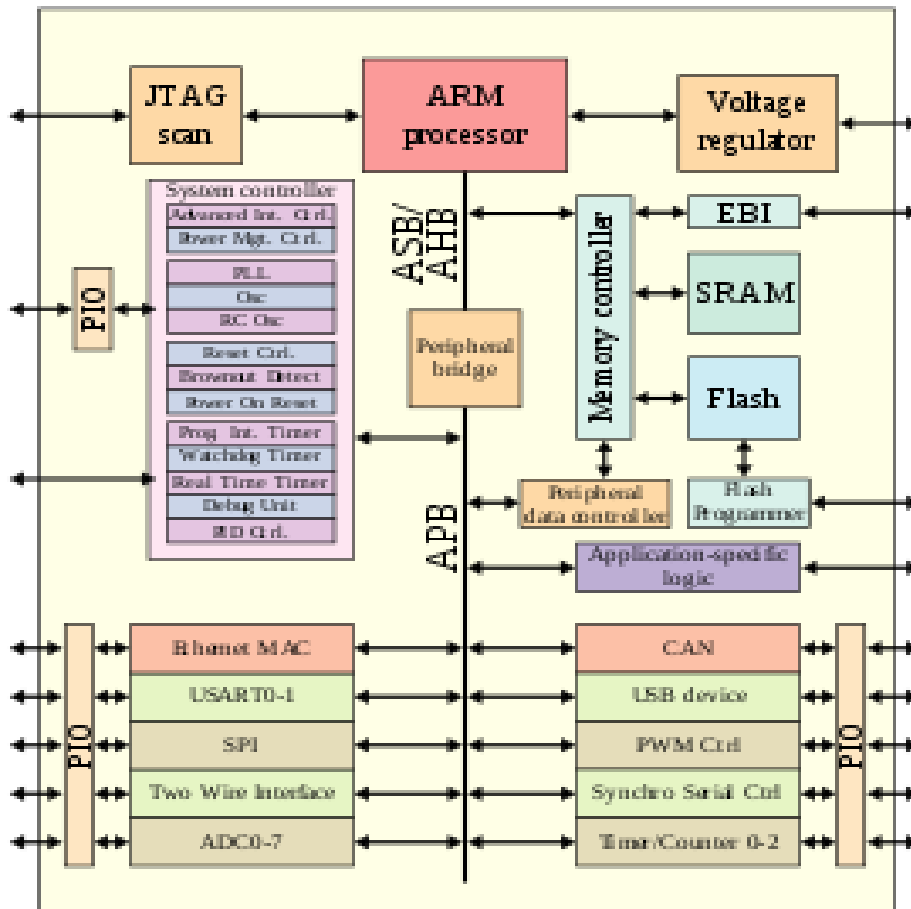 JTAG
scan
ARM
processor
Voltage
regulator
System controller
Advanced Int. Ctrl.
Power Mgt. Ctrl.
PLL
Osc
RC Osc
Reset Ctrl.
Brownout Detect
Power On Reset
Prog. Int. Timer
Watchdog Timer
Real Time Timer
Debug Unit
PID Ctrl.
PIO
ASB/
AHB
Peripheral
bridge
APB
Memory controller
EBI
SRAM
Flash
Peripheral
data controller
Flash
Programmer
Application-specific
logic
PIO
Ethernet MAC
USART0-1
SPI
Two Wire Interface
ADC0-7
CAN
USB device
PWM Ctrl
Synchro Serial Ctrl
Timer/Counter 0-2
PIO